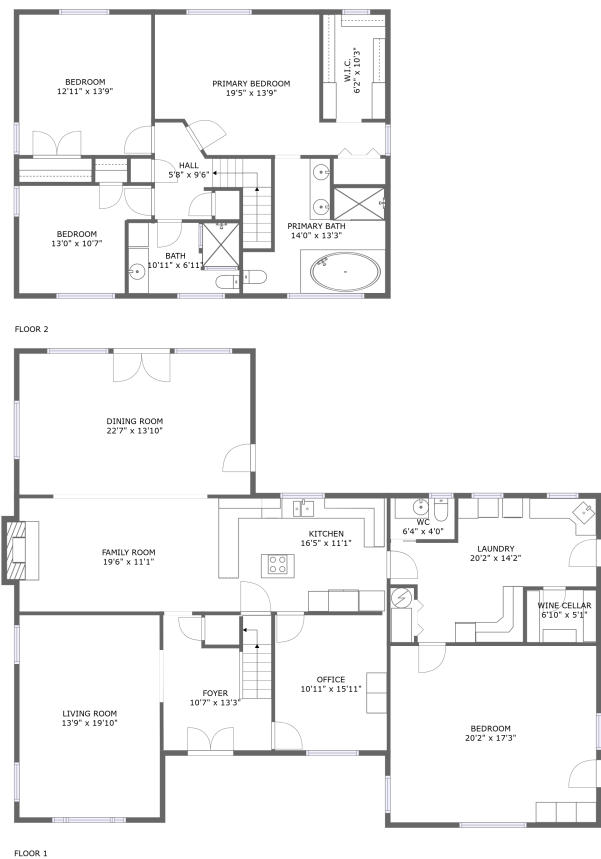 BEDROOM
12'11" x 13'9"
PRIMARY BEDROOM
19'5" x 13'9"
W.I.C.
6'2" x 10'3"
HALL
5'8" x 9'6"
BEDROOM
13'0" x 10'7"
BATH
10'11" x 6'11"
PRIMARY BATH
14'0" x 13'3"
FLOOR 2
DINING ROOM
22'7" x 13'10"
FAMILY ROOM
19'6" x 11'1"
KITCHEN
16'5" x 11'1"
WC
6'4" x 4'0"
LAUNDRY
20'2" x 14'2"
WINE CELLAR
6'10" x 5'1"
LIVING ROOM
13'9" x 19'10"
FOYER
10'7" x 13'3"
OFFICE
10'11" x 15'11"
BEDROOM
20'2" x 17'3"
FLOOR 1